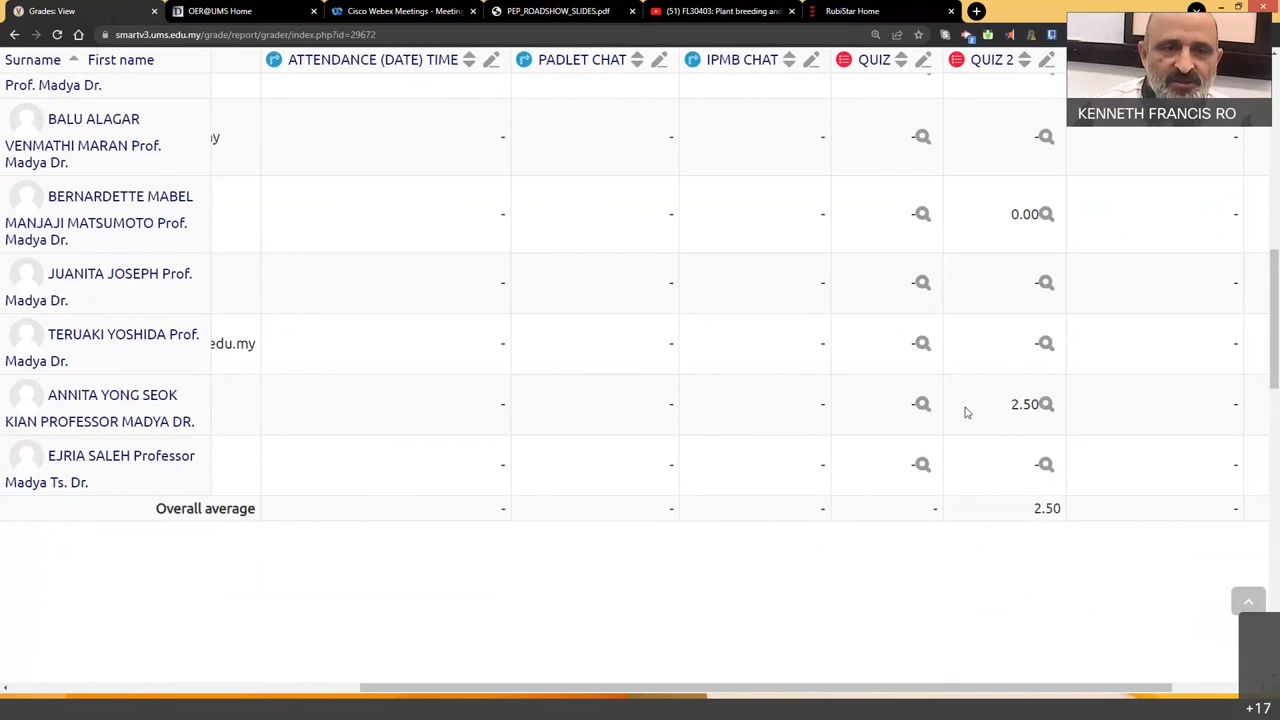 Grades: View
OER@UMS Home
Cisco Webex Meetings - Meetin
PEP_ROADSHOW_SLIDES.pdf
(51) FL30403: Plant breeding and
RubiStar Home
smartv3.ums.edu.my/grade/report/grader/index.php?id=29672
Surname First name ATTENDANCE (DATE) TIME PADLET CHAT IPMB CHAT QUIZ QUIZ 2
KENNETH FRANCIS RO
Prof. Madya Dr.
BALU ALAGAR
VENMATHI MARAN Prof.
Madya Dr.
my - - - - - -
BERNARDETTE MABEL
MANJAJI MATSUMOTO Prof.
Madya Dr.
- - - - 0.00 -
JUANITA JOSEPH Prof.
Madya Dr.
- - - - - -
TERUAKI YOSHIDA Prof.
Madya Dr.
edu.my - - - - - -
ANNITA YONG SEOK
KIAN PROFESSOR MADYA DR.
- - - - 2.50 -
EJRIA SALEH Professor
Madya Ts. Dr.
- - - - - -
Overall average - - - - 2.50 -
+17